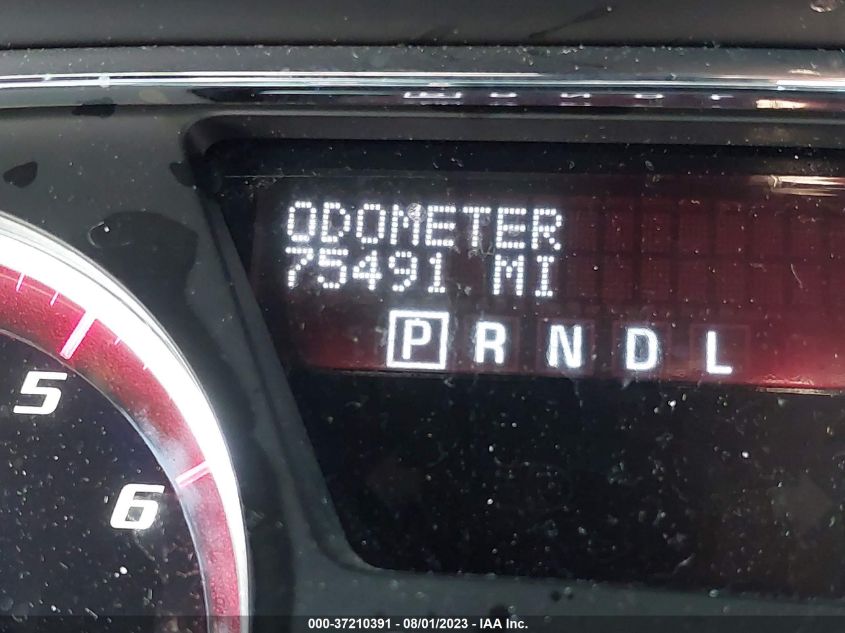 ODOMETER
75491 MI
P R N D L
5
6
000-37210391 - 08/01/2023 - IAA Inc.